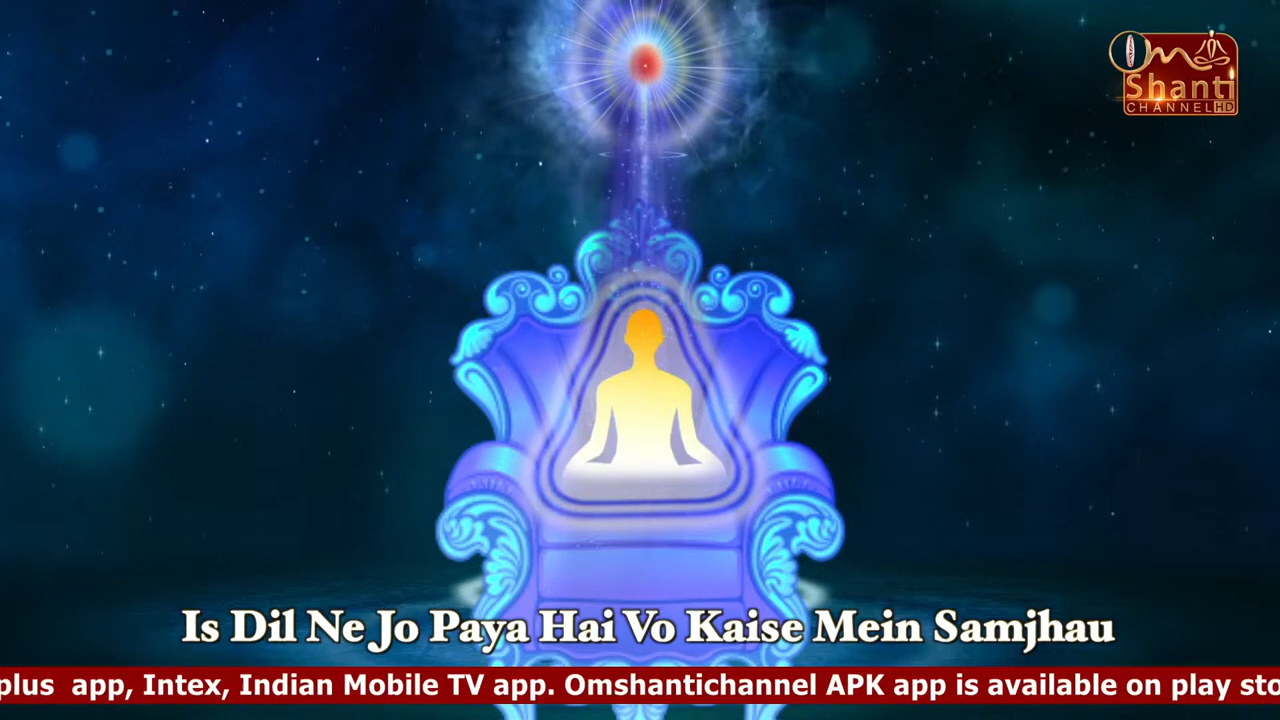 Om
Shanti
CHANNEL HD
Is Dil Ne Jo Paya Hai Vo Kaise Mein Samjhau
plus app, Intex, Indian Mobile TV app. Omshantichannel APK app is available on play sto